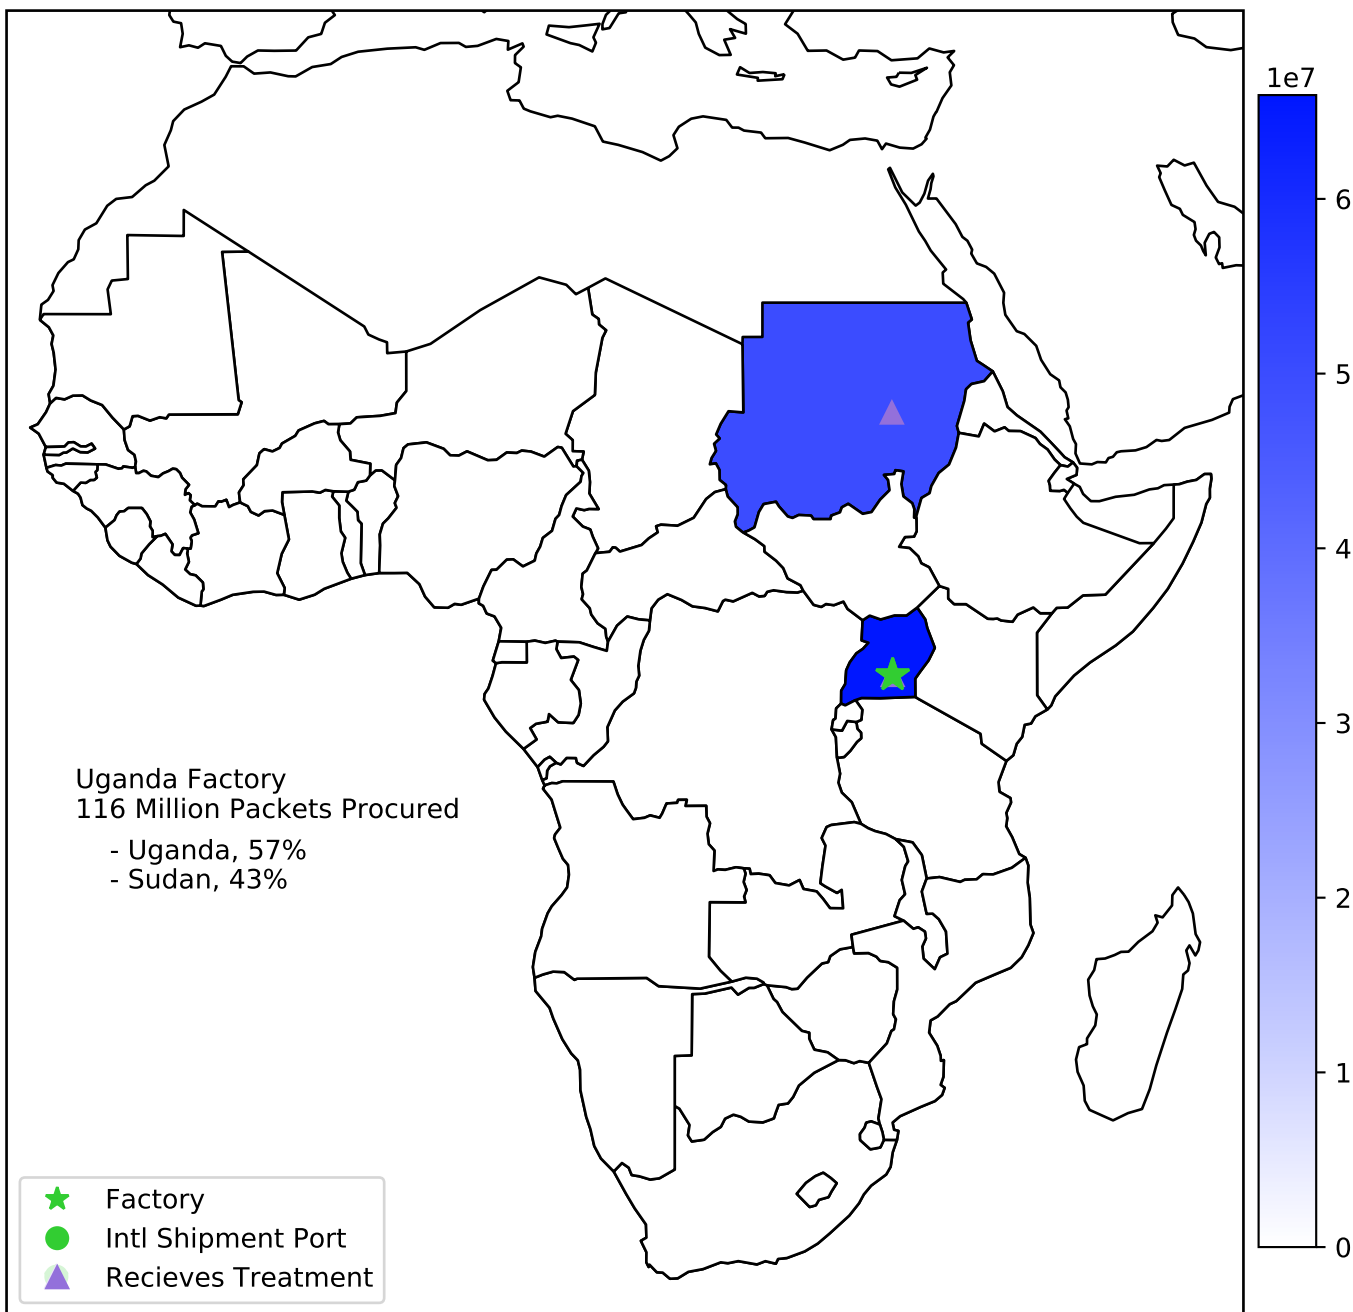 1e7
6
5
4
3
2
1
0
Uganda Factory
116 Million Packets Procured
- Uganda, 57%
- Sudan, 43%
Factory
Intl Shipment Port
Recieves Treatment